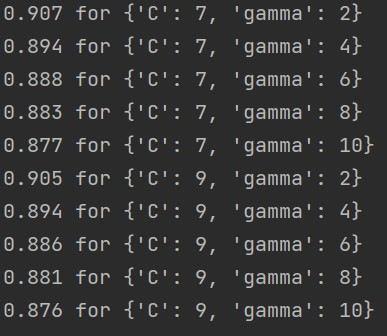 0.907 for {'C': 7, 'gamma': 2}
0.894 for {'C': 7, 'gamma': 4}
0.888 for {'C': 7, 'gamma': 6}
0.883 for {'C': 7, 'gamma': 8}
0.877 for {'C': 7, 'gamma': 10}
0.905 for {'C': 9, 'gamma': 2}
0.894 for {'C': 9, 'gamma': 4}
0.886 for {'C': 9, 'gamma': 6}
0.881 for {'C': 9, 'gamma': 8}
0.876 for {'C': 9, 'gamma': 10}